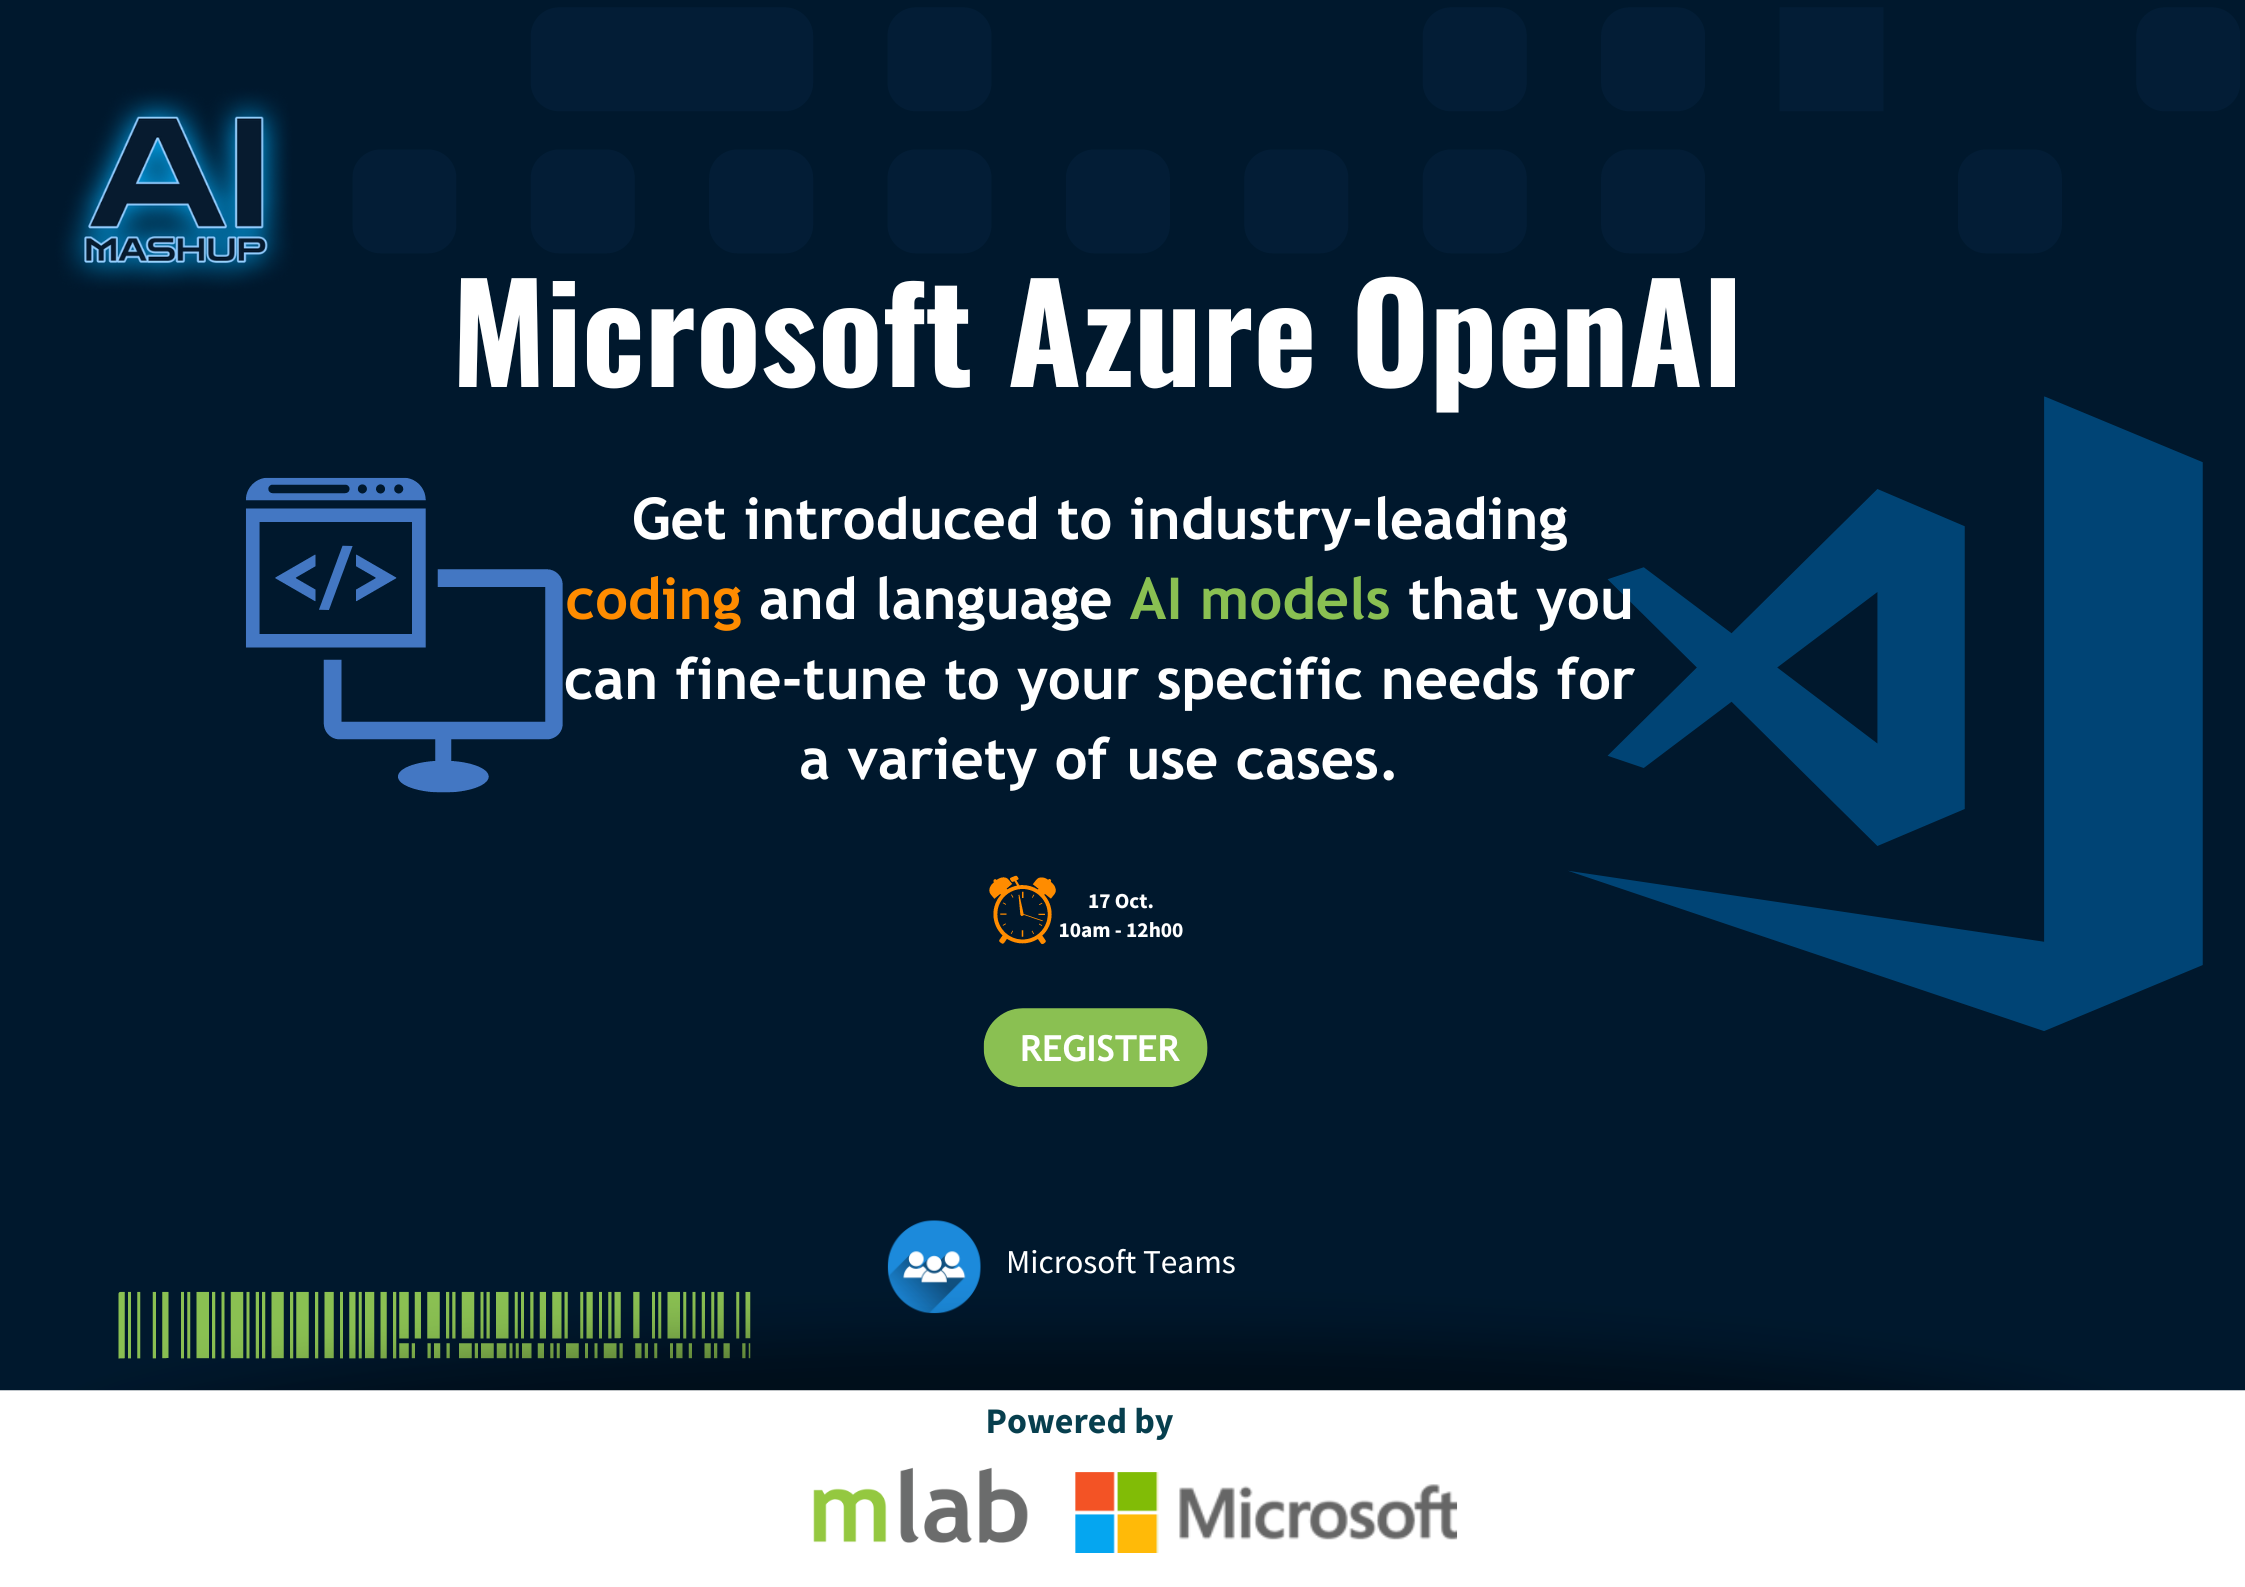 AI
MASHUP
Microsoft Azure OpenAI
</>
Get introduced to industry-leading
coding and language AI models that you
can fine-tune to your specific needs for
a variety of use cases.
17 Oct.
10am - 12h00
REGISTER
Microsoft Teams
Powered by
mlab
Microsoft